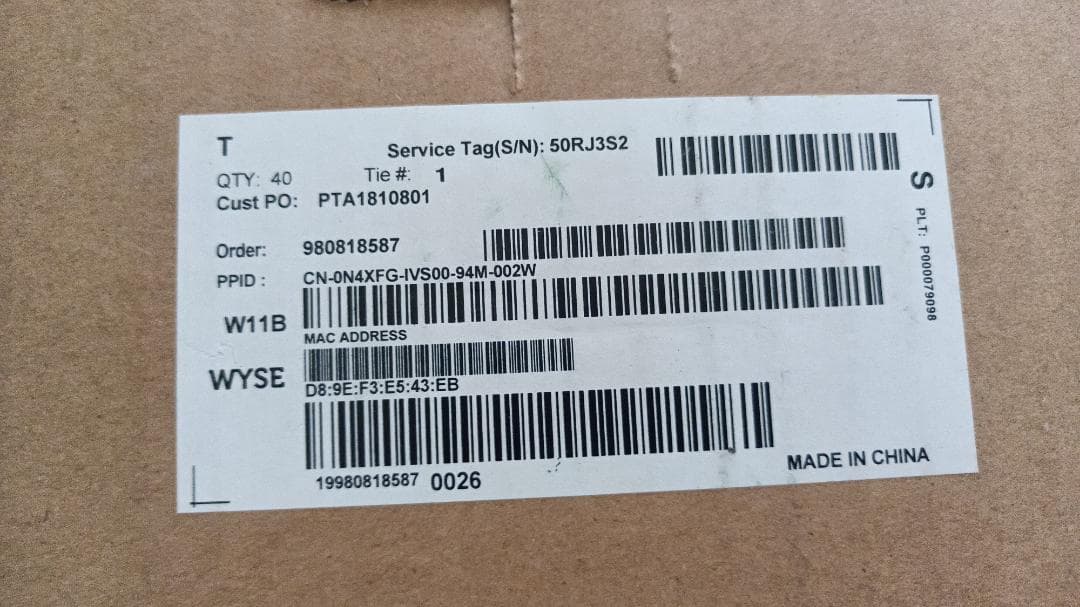 T
Service Tag(S/N): 50RJ3S2
QTY: 40 Tie #: 1
Cust PO: PTA1810801
S
PLT: P000079098
Order: 980818587
PPID : CN-0N4XFG-IVS00-94M-002W
W11B
MAC ADDRESS
WYSE
D8:9E:F3:E5:43:EB
19980818587 0026
MADE IN CHINA